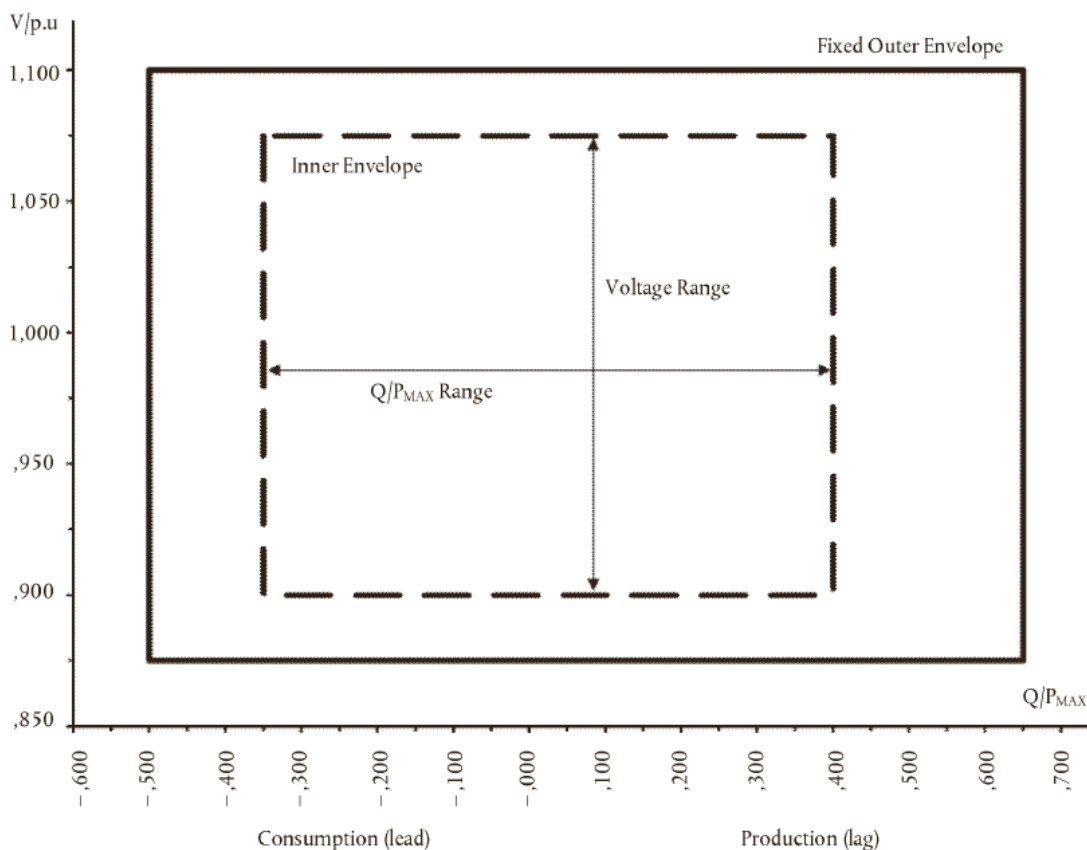 V/p.u
Fixed Outer Envelope
1,100
Inner Envelope
1,050
Voltage Range
1,000
Q/PMAX Range
,950
,900
Q/PMAX
,850
–,600
–,500
–,400
–,300
–,200
–,100
–,000
,100
,200
,300
,400
,500
,600
,700
Consumption (lead)
Production (lag)